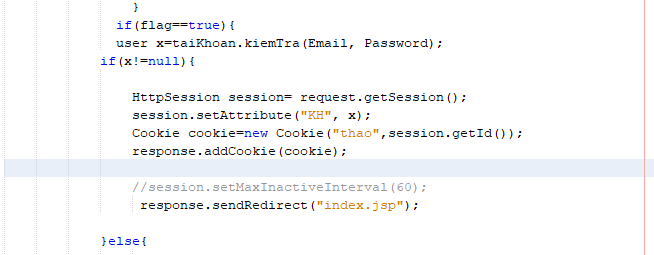 }
if(flag==true){
user x=taiKhoan.kiemTra(Email, Password);
if(x!=null){
HttpSession session= request.getSession();
session.setAttribute("KH", x);
Cookie cookie=new Cookie("thao",session.getId());
response.addCookie(cookie);
//session.setMaxInactiveInterval(60);
response.sendRedirect("index.jsp");
}else{